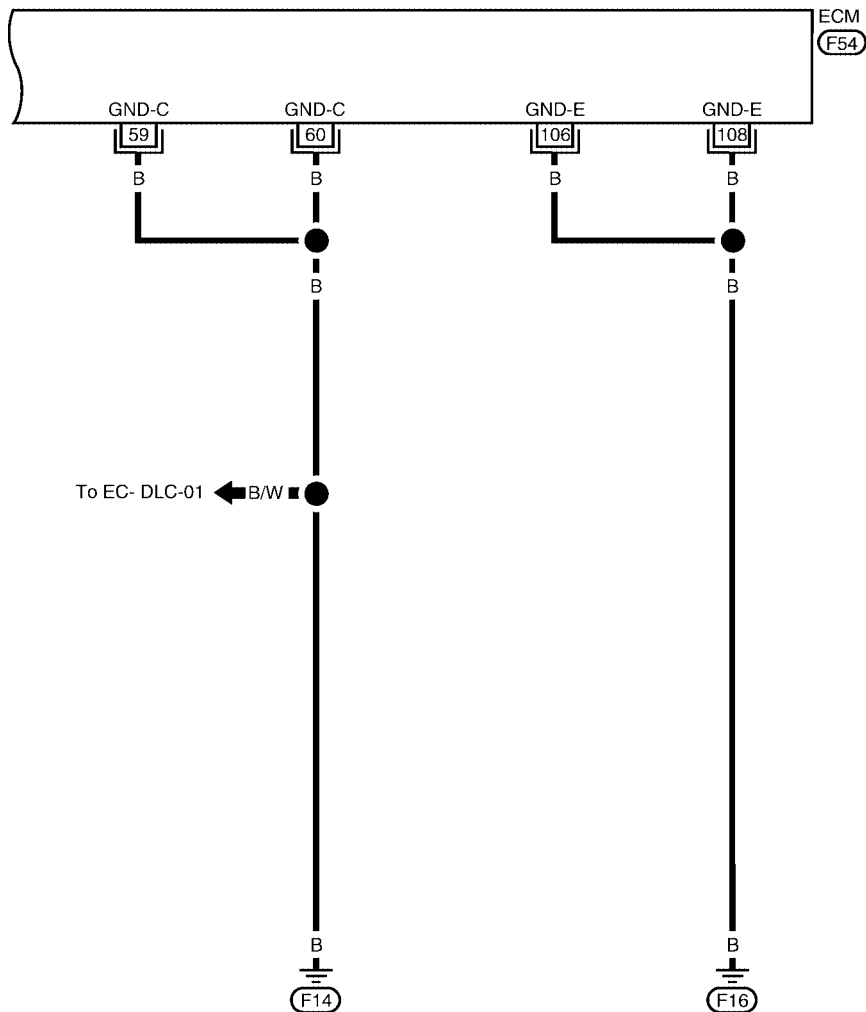 ECM
F54
GND-C GND-C GND-E GND-E
59 60 106 108
B B B B
B B
To EC- DLC-01 B/W
B B
F14 F16